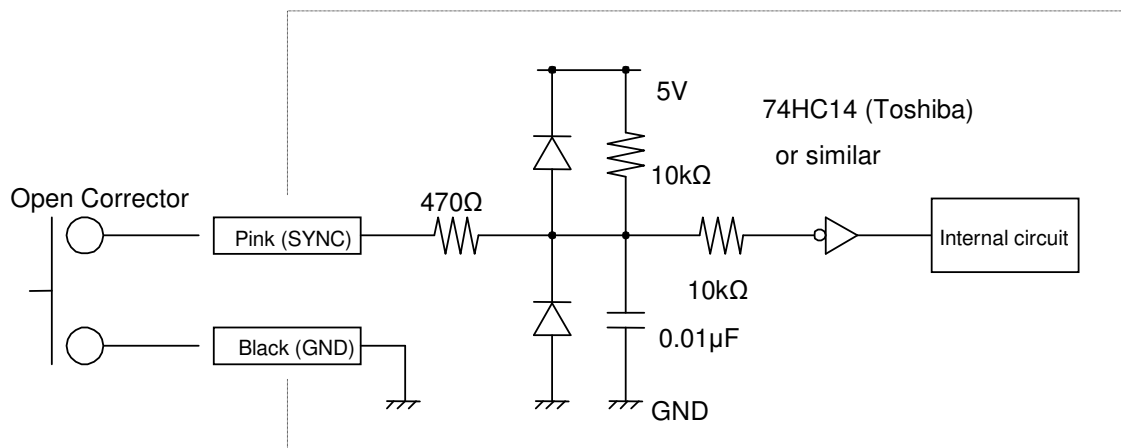 5V
74HC14 (Toshiba)
or similar
10kΩ
Open Corrector
470Ω
Pink (SYNC)
Internal circuit
10kΩ
0.01µF
Black (GND)
GND